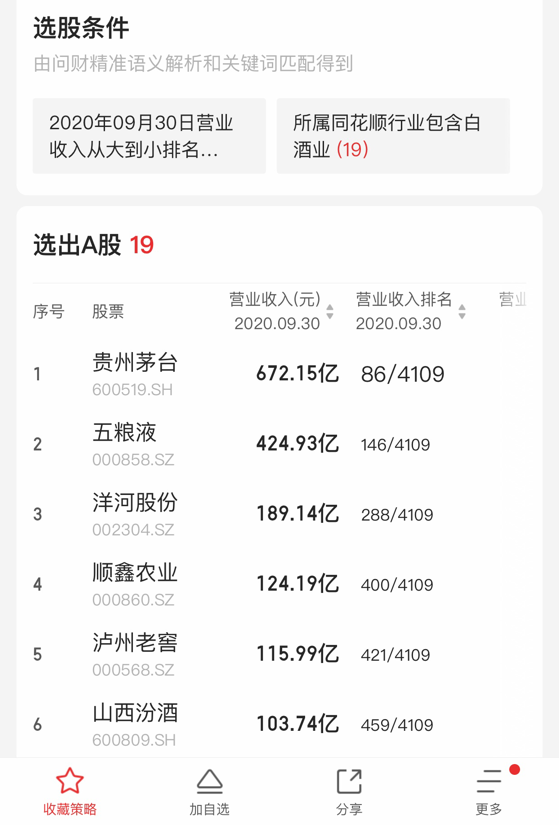 选股条件
由问财精准语义解析和关键词匹配得到
2020年09月30日营业
收入从大到小排名...
所属同花顺行业包含白
酒业 (19)
选出A股 19
序号 股票 营业收入(元) 2020.09.30 营业收入排名 2020.09.30 营业
1 贵州茅台 600519.SH 672.15亿 86/4109
2 五粮液 000858.SZ 424.93亿 146/4109
3 洋河股份 002304.SZ 189.14亿 288/4109
4 顺鑫农业 000860.SZ 124.19亿 400/4109
5 泸州老窖 000568.SZ 115.99亿 421/4109
6 山西汾酒 600809.SH 103.74亿 459/4109
收藏策略 加自选 分享 更多